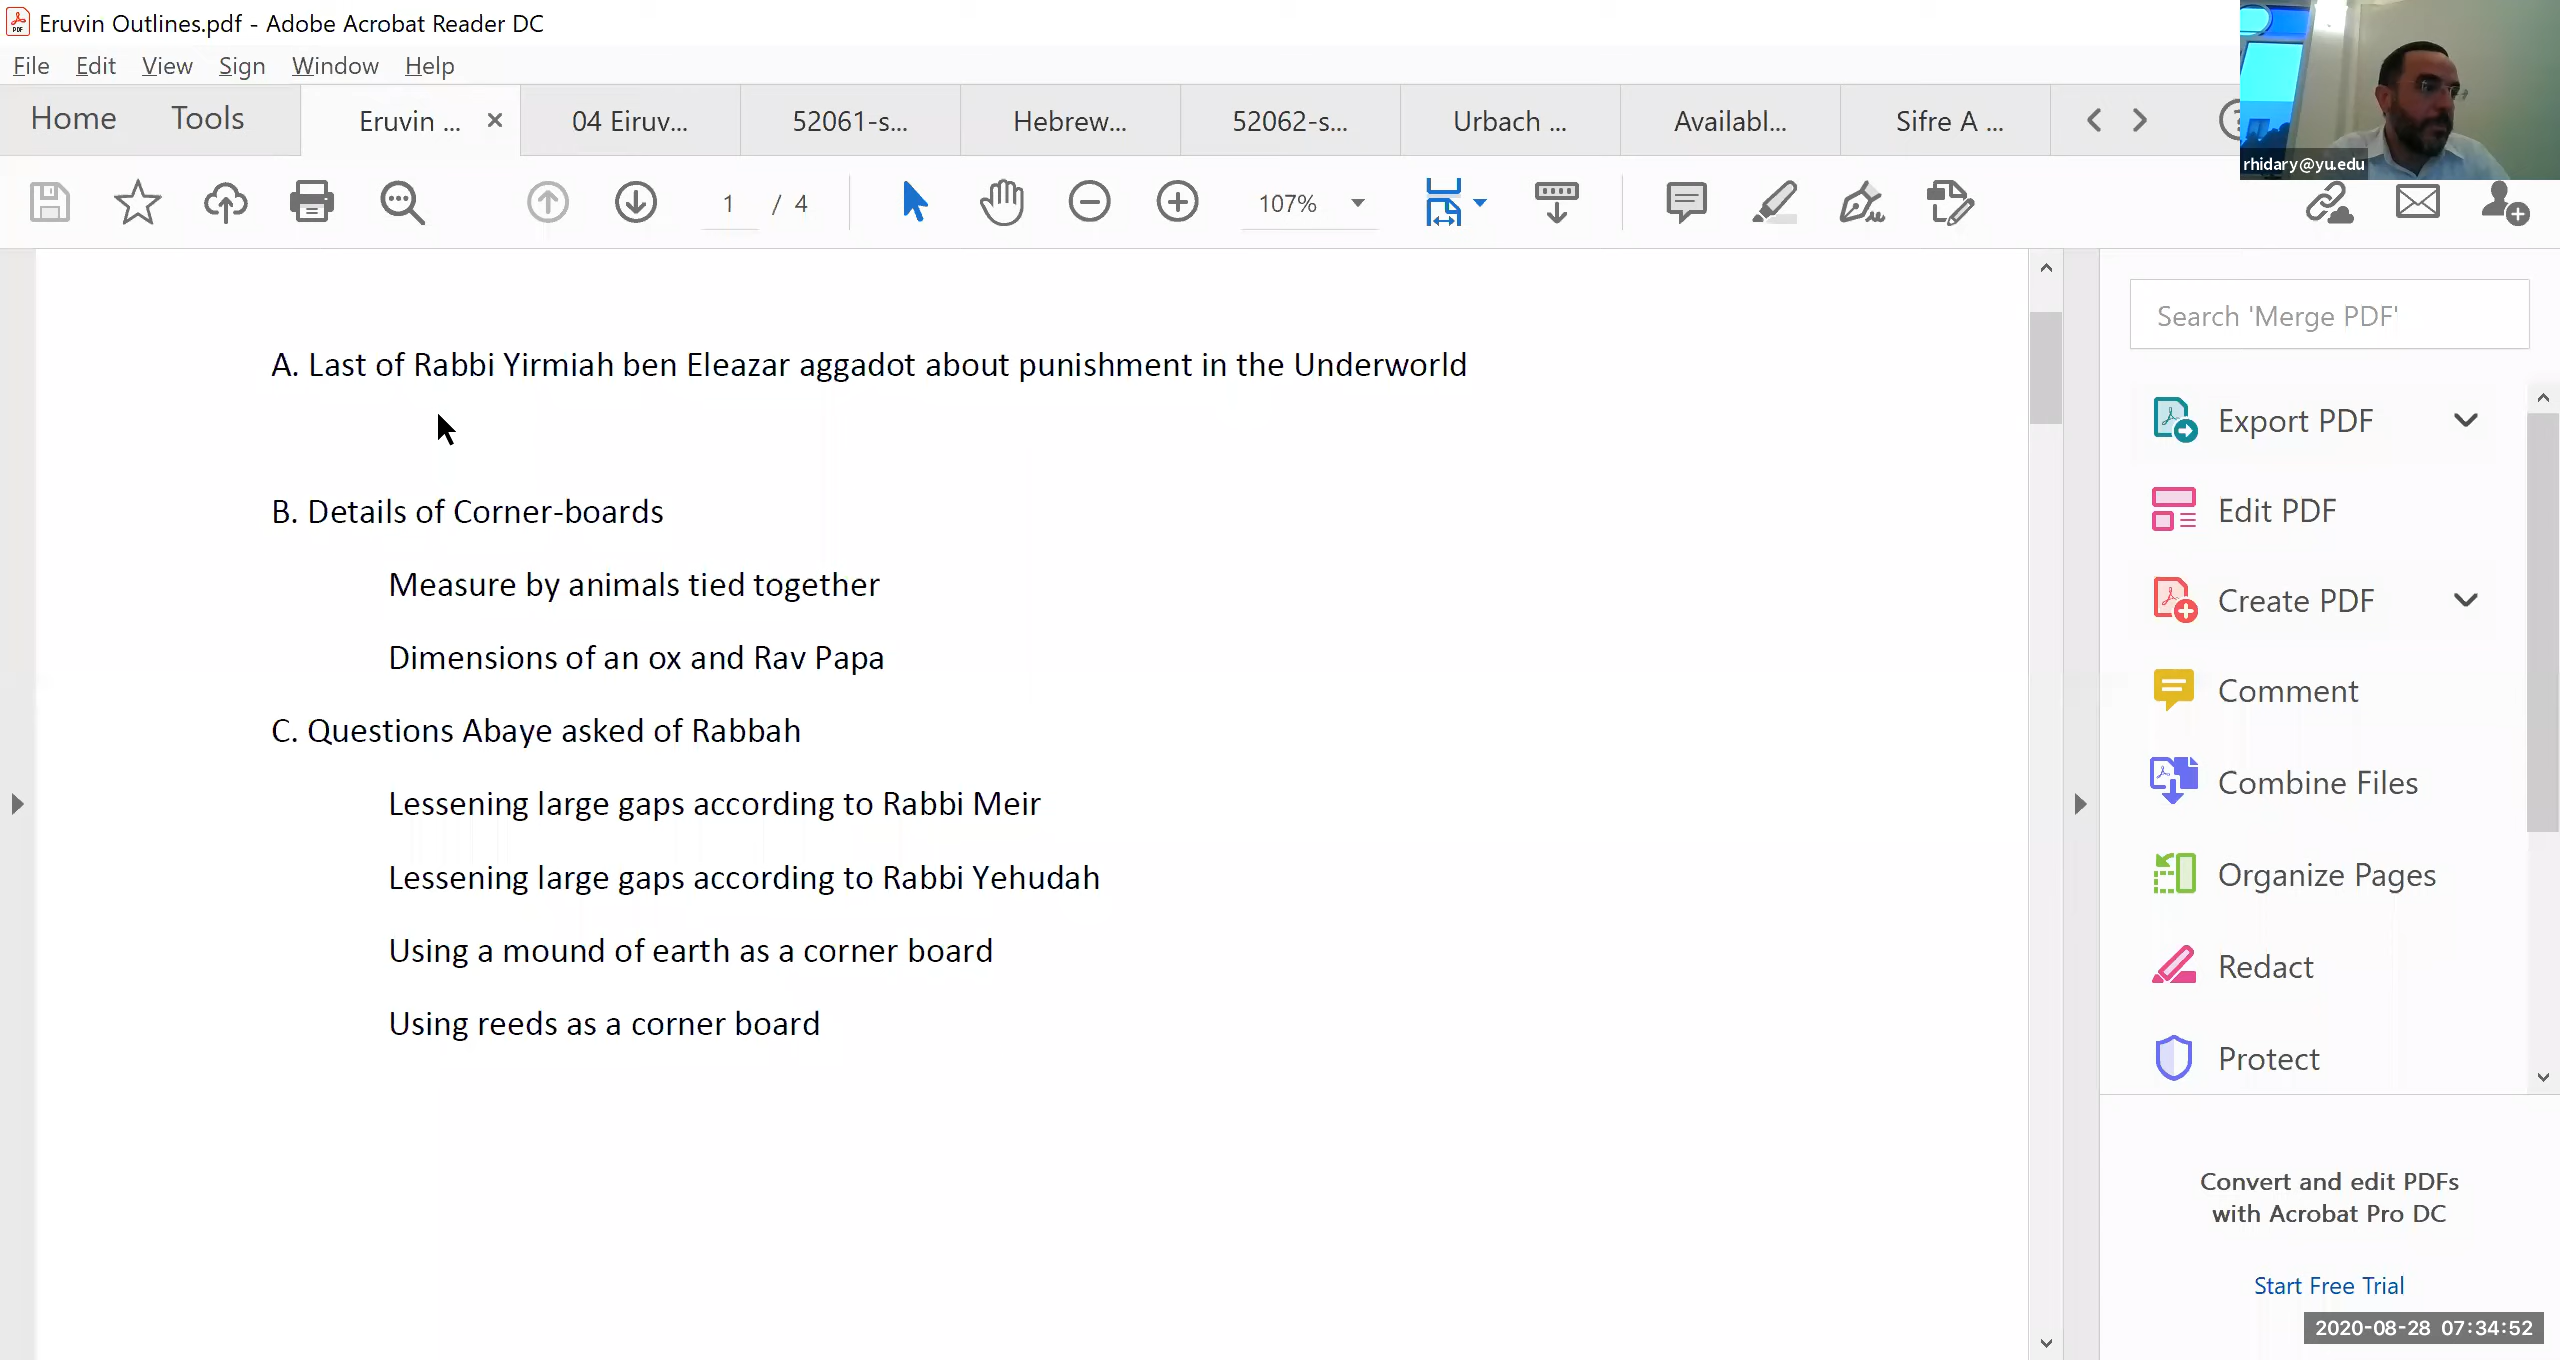 Eruvin Outlines.pdf - Adobe Acrobat Reader DC
File Edit View Sign Window Help
Home Tools Eruvin ... 04 Eiruv... 52061-s... Hebrew... 52062-s... Urbach ... Availabl... Sifre A ...
rhidary@yu.edu
1 / 4 107%
A. Last of Rabbi Yirmiah ben Eleazar aggadot about punishment in the Underworld
B. Details of Corner-boards
Measure by animals tied together
Dimensions of an ox and Rav Papa
C. Questions Abaye asked of Rabbah
Lessening large gaps according to Rabbi Meir
Lessening large gaps according to Rabbi Yehudah
Using a mound of earth as a corner board
Using reeds as a corner board
Search 'Merge PDF'
Export PDF
Edit PDF
Create PDF
Comment
Combine Files
Organize Pages
Redact
Protect
Convert and edit PDFs
with Acrobat Pro DC
Start Free Trial
2020-08-28 07:34:52